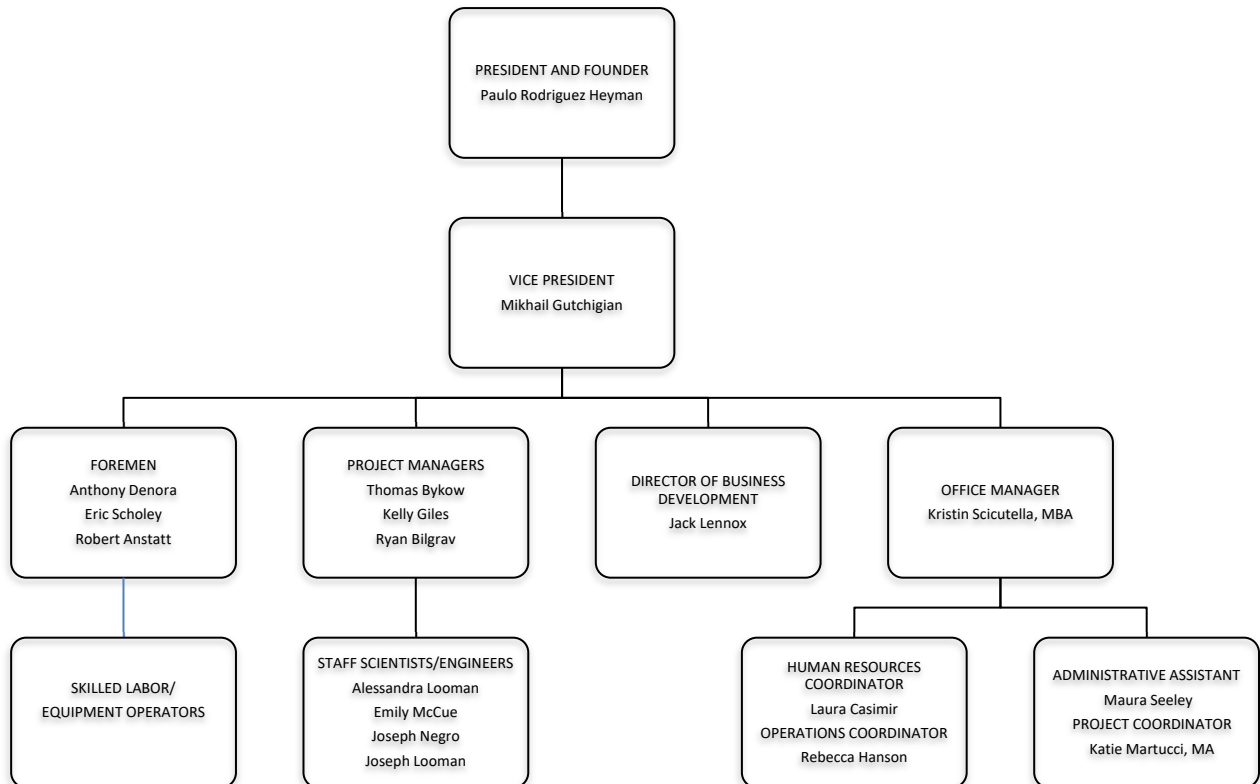 PRESIDENT AND FOUNDER
Paulo Rodriguez Heyman
VICE PRESIDENT
Mikhail Gutchigian
FOREMEN
Anthony Denora
Eric Scholey
Robert Anstatt
PROJECT MANAGERS
Thomas Bykow
Kelly Giles
Ryan Bilgrav
DIRECTOR OF BUSINESS
DEVELOPMENT
Jack Lennox
OFFICE MANAGER
Kristin Scicutella, MBA
SKILLED LABOR/
EQUIPMENT OPERATORS
STAFF SCIENTISTS/ENGINEERS
Alessandra Looman
Emily McCue
Joseph Negro
Joseph Looman
HUMAN RESOURCES
COORDINATOR
Laura Casimir
OPERATIONS COORDINATOR
Rebecca Hanson
ADMINISTRATIVE ASSISTANT
Maura Seeley
PROJECT COORDINATOR
Katie Martucci, MA